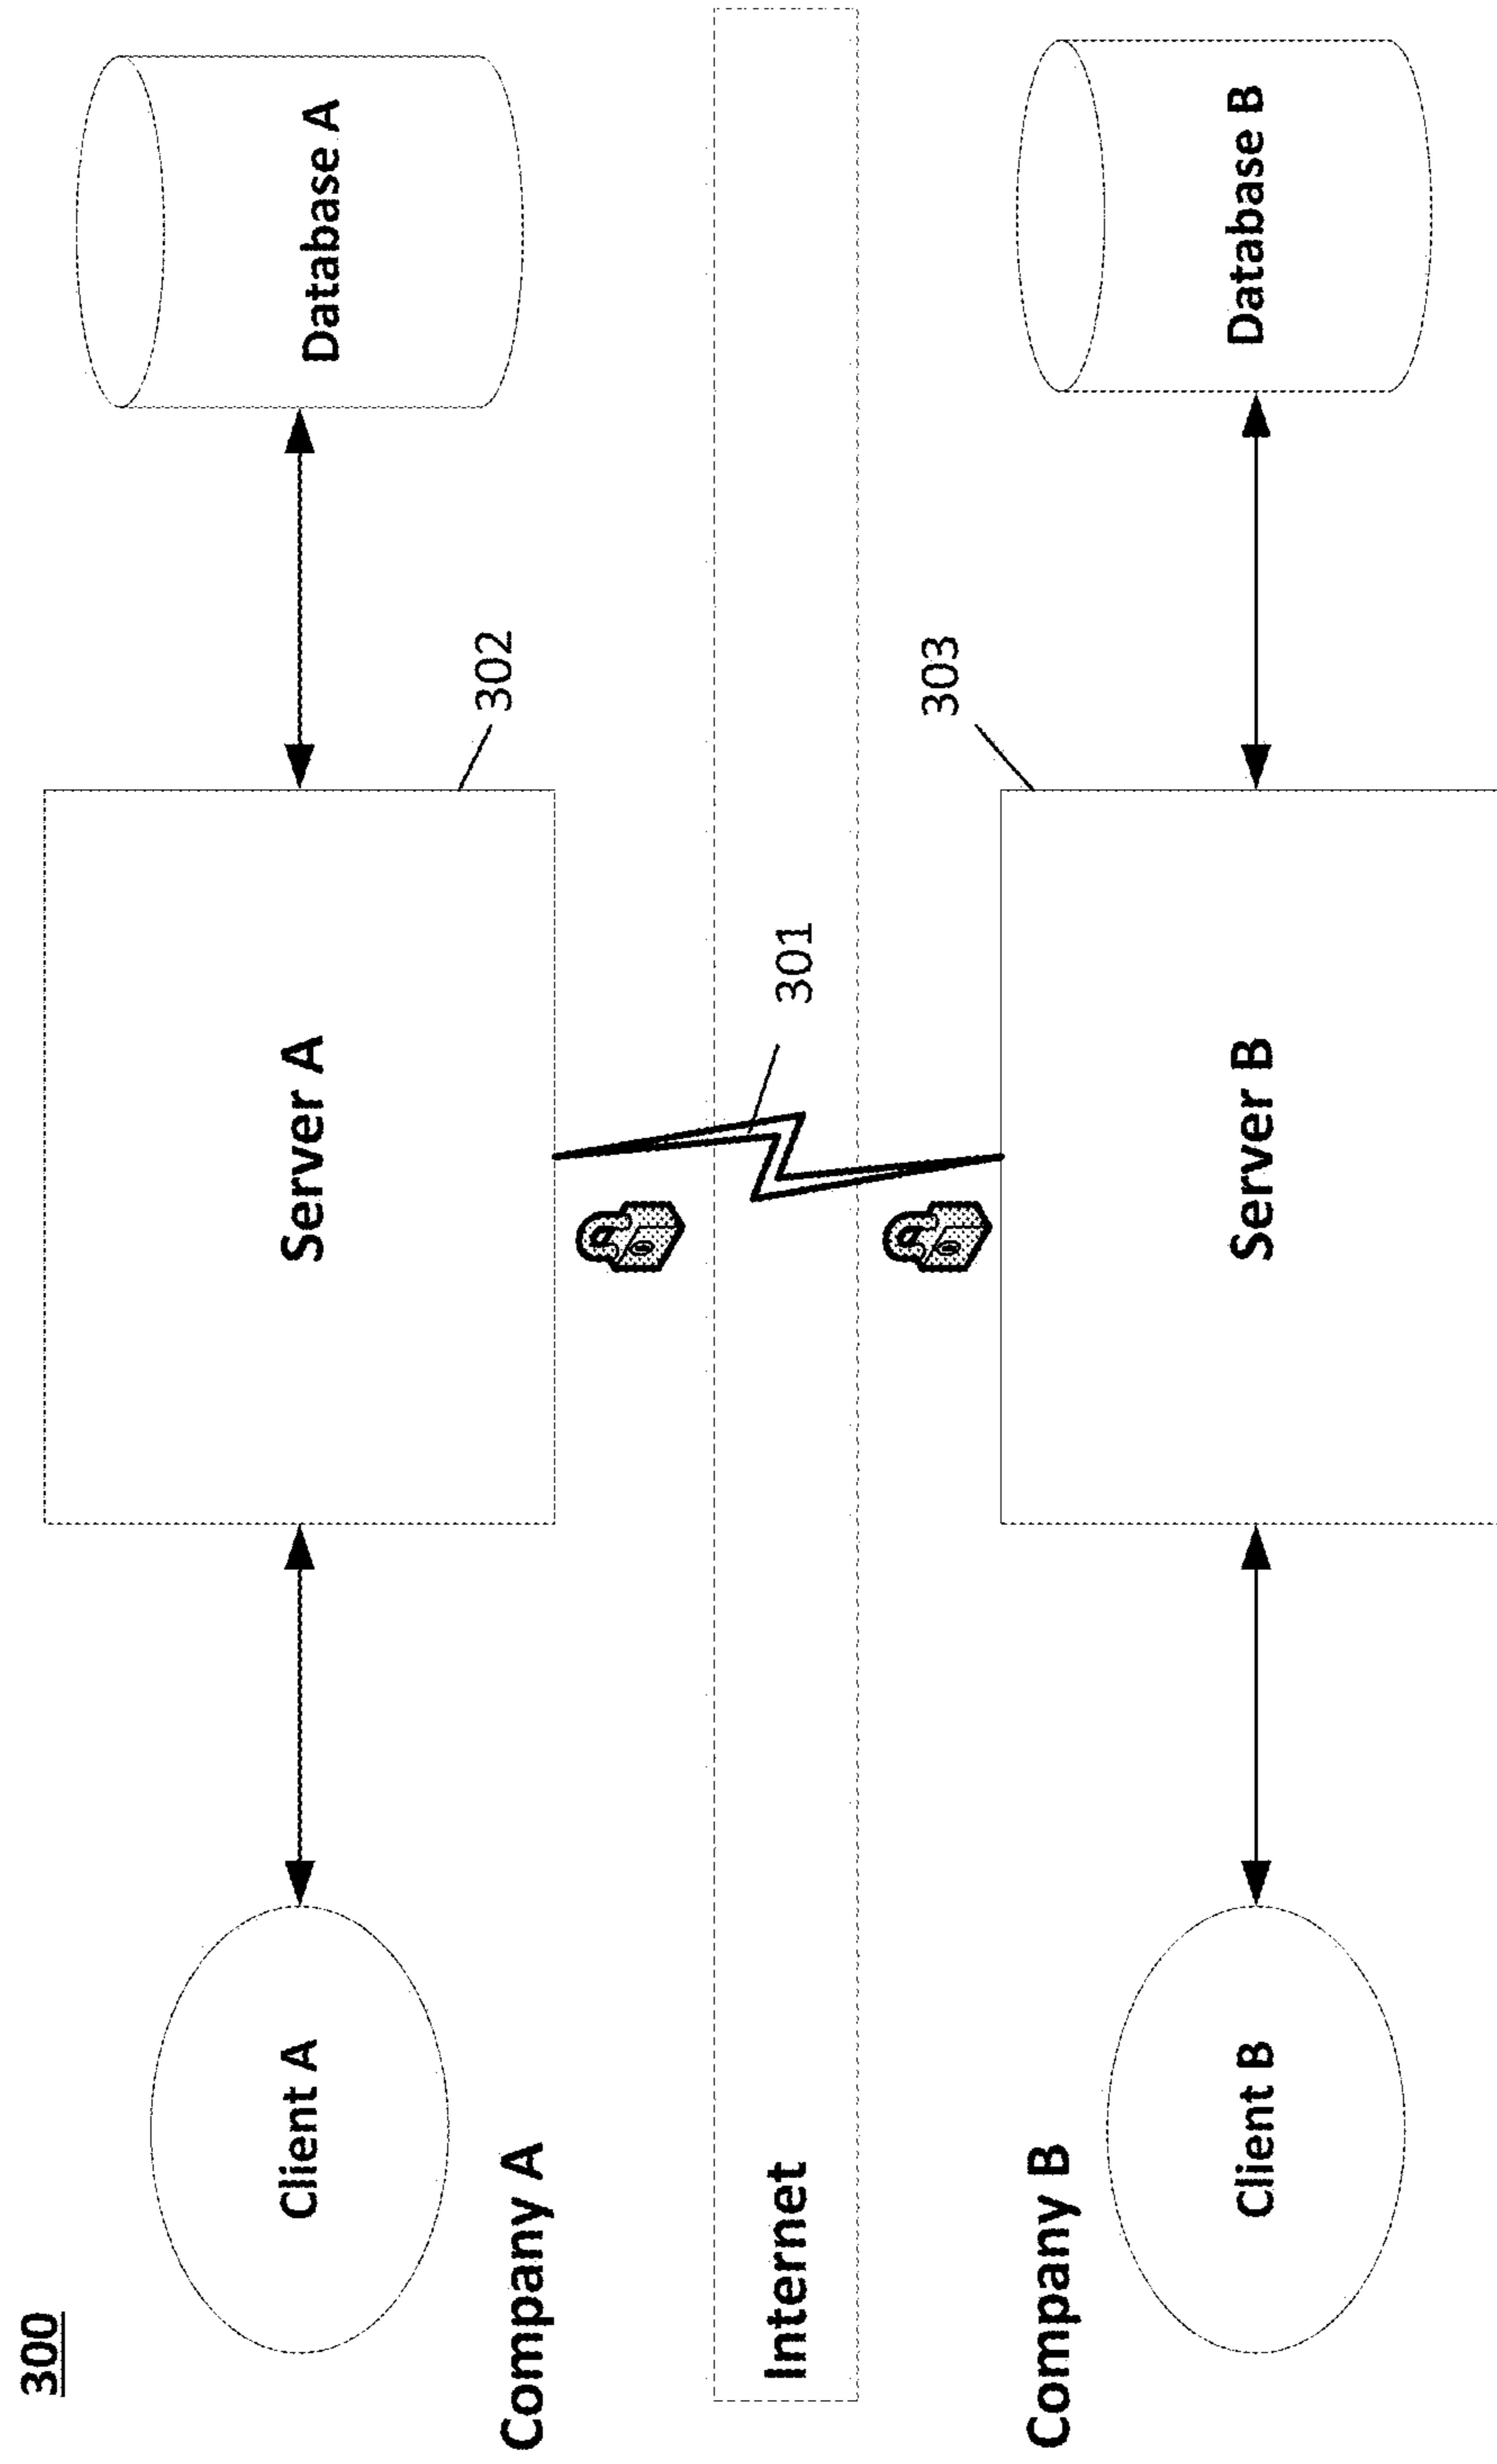 300
Client A
Server A
Database A
302
Company A
301
Internet
303
Company B
Client B
Server B
Database B